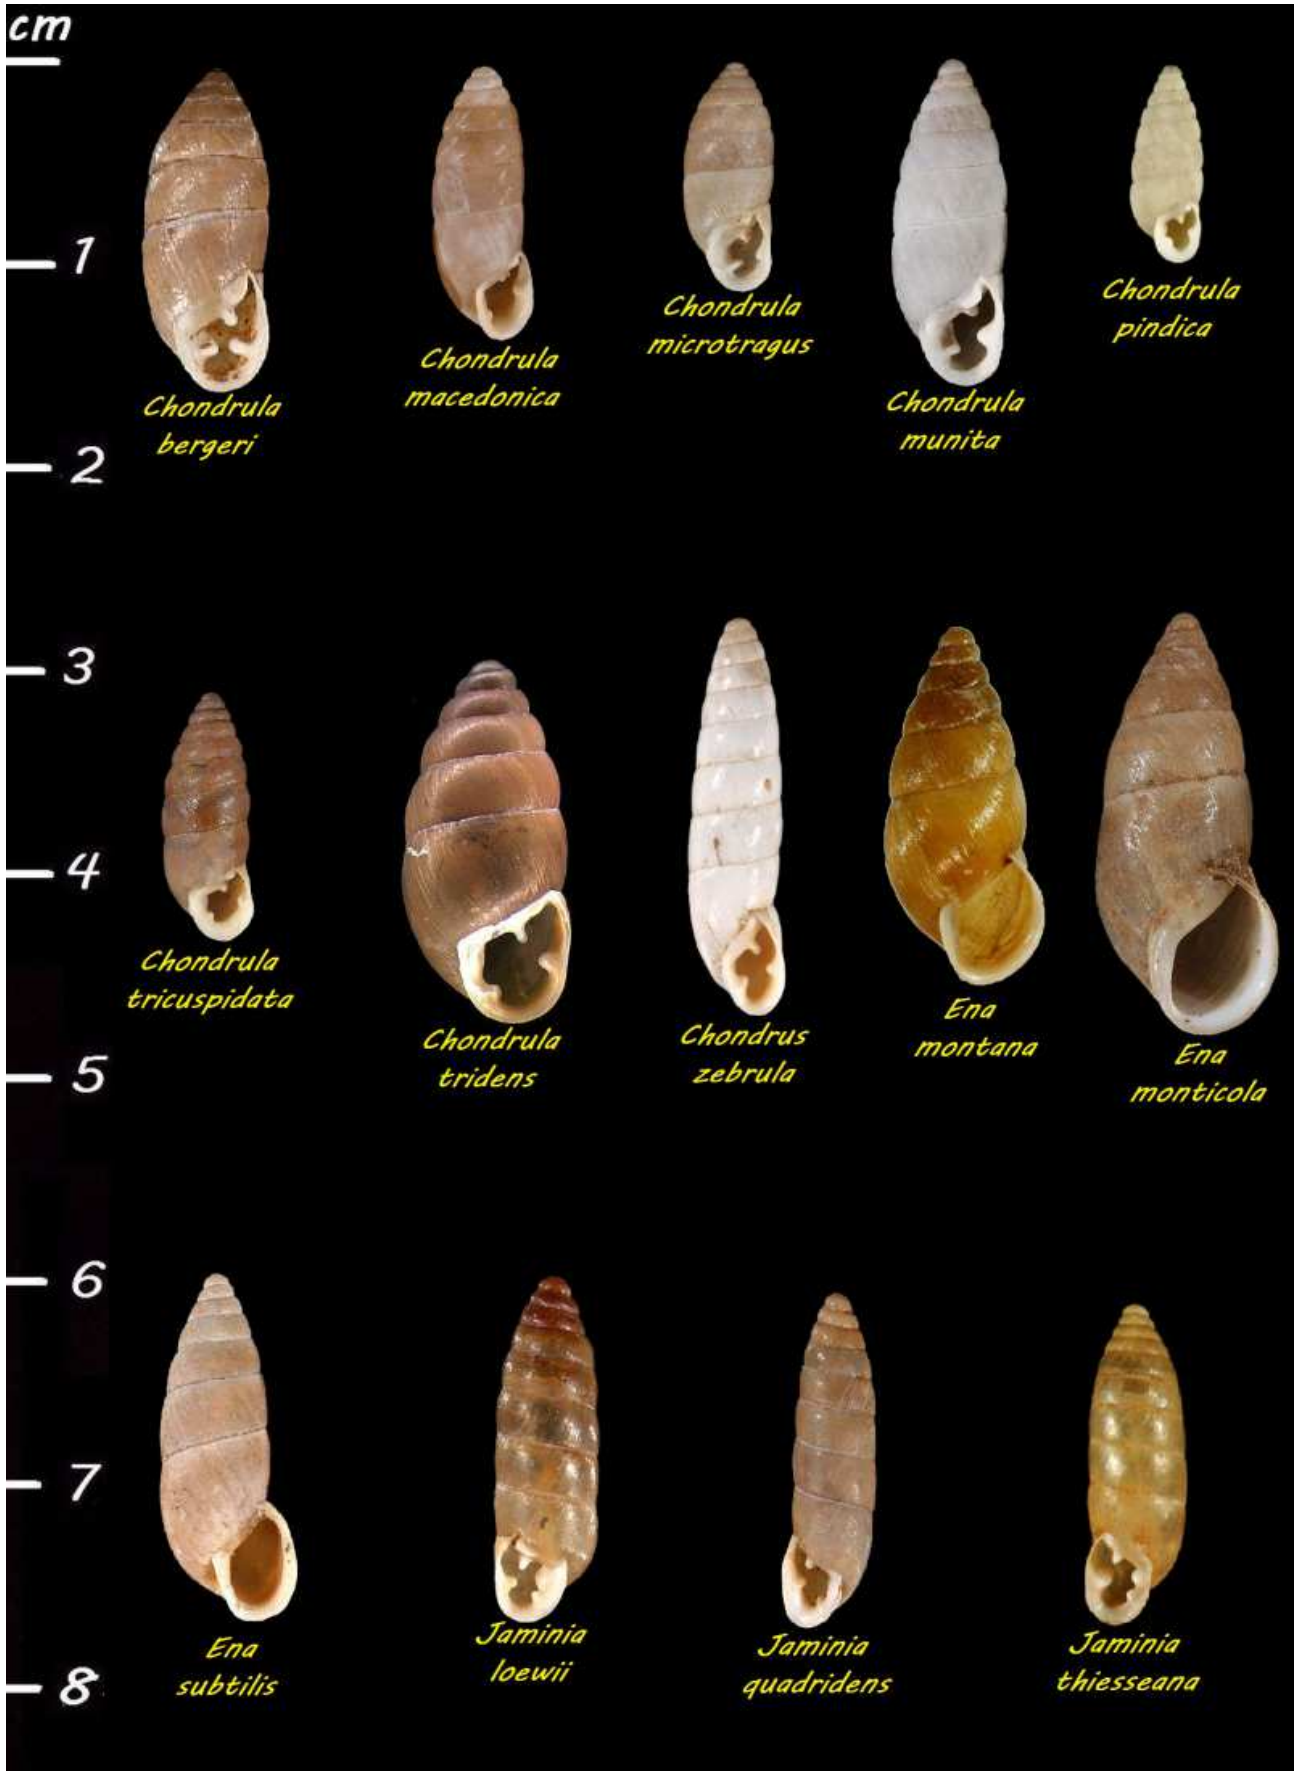 cm
1
Chondrula
bergeri
Chondrula
macedonica
Chondrula
microtragus
Chondrula
munita
Chondrula
pindica
2
3
4
Chondrula
tricuspidata
Chondrula
tridens
Chondrus
zebrula
Ena
montana
Ena
monticola
5
6
7
Ena
subtilis
Jaminia
loewii
Jaminia
quadridens
Jaminia
thiesseana
8